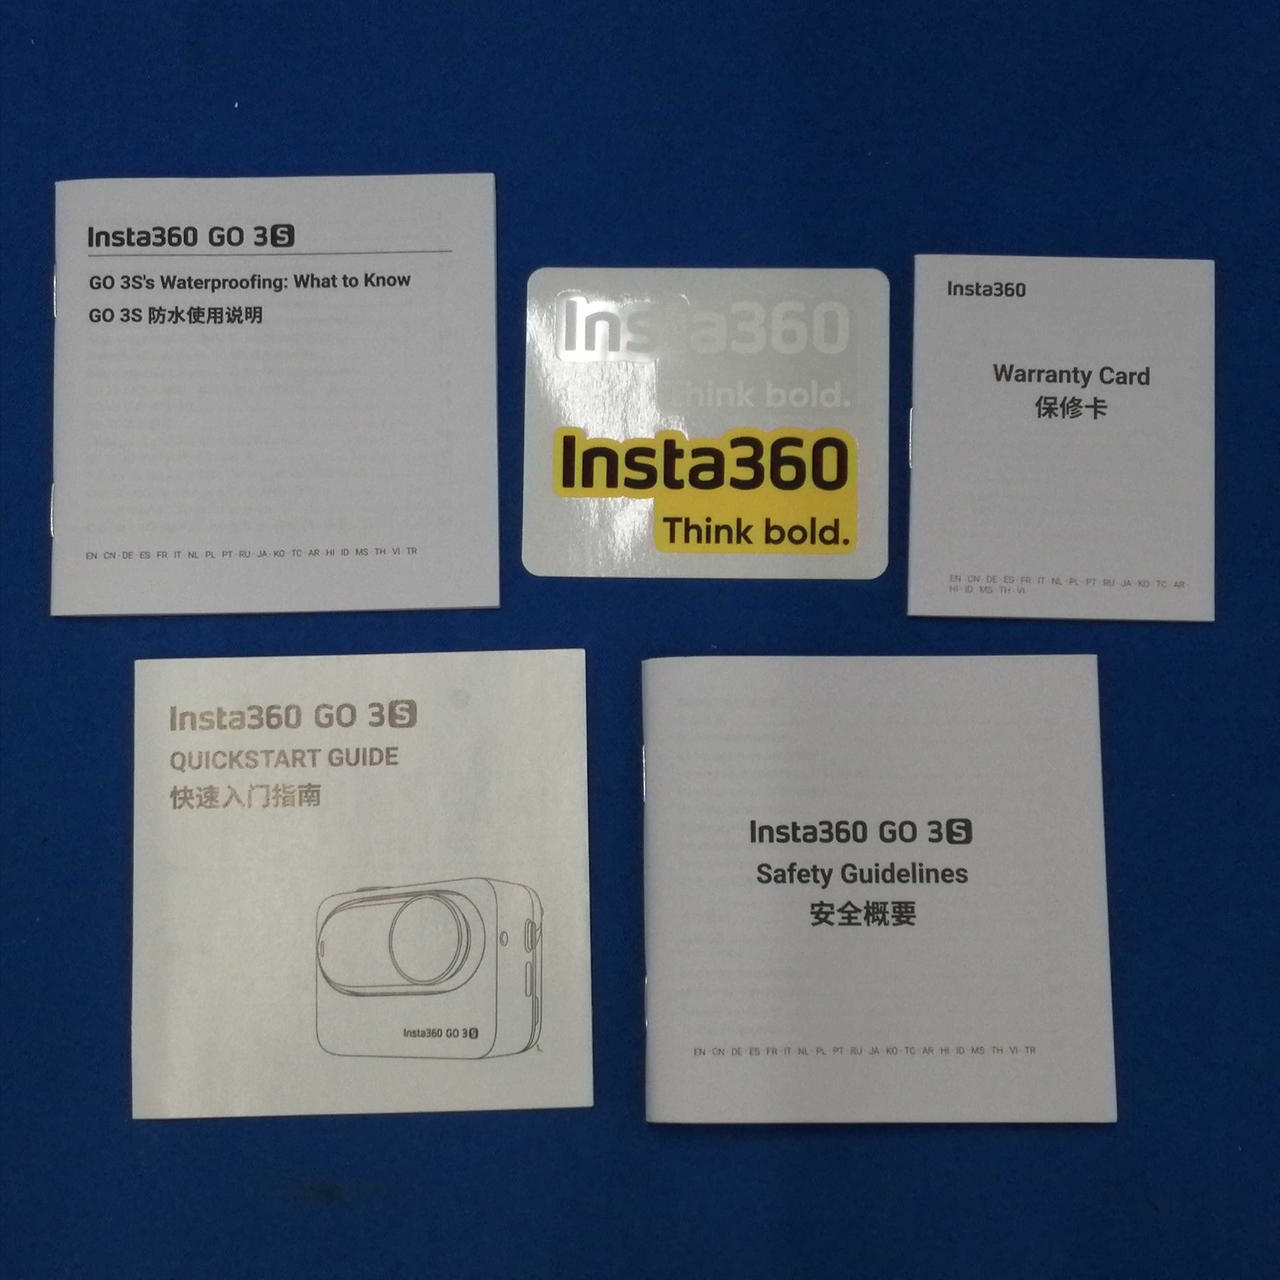 Insta360 GO 3S
GO 3S's Waterproofing: What to Know
GO 3S 防水使用说明
EN · CN · DE · ES · FR · IT · NL · PL · PT · RU · JA · KO · TC · AR · HI · ID · MS · TH · VI · TR
Insta360
Think bold.
Insta360
Think bold.
Insta360
Warranty Card
保修卡
EN · CN · DE · ES · FR · IT · NL · PL · PT · RU · JA · KO · TC · AR ·
HI · ID · MS · TH · VI
Insta360 GO 3S
QUICKSTART GUIDE
快速入门指南
Insta360 GO 3S
Insta360 GO 3S
Safety Guidelines
安全概要
EN · CN · DE · ES · FR · IT · NL · PL · PT · RU · JA · KO · TC · AR · HI · ID · MS · TH · VI · TR